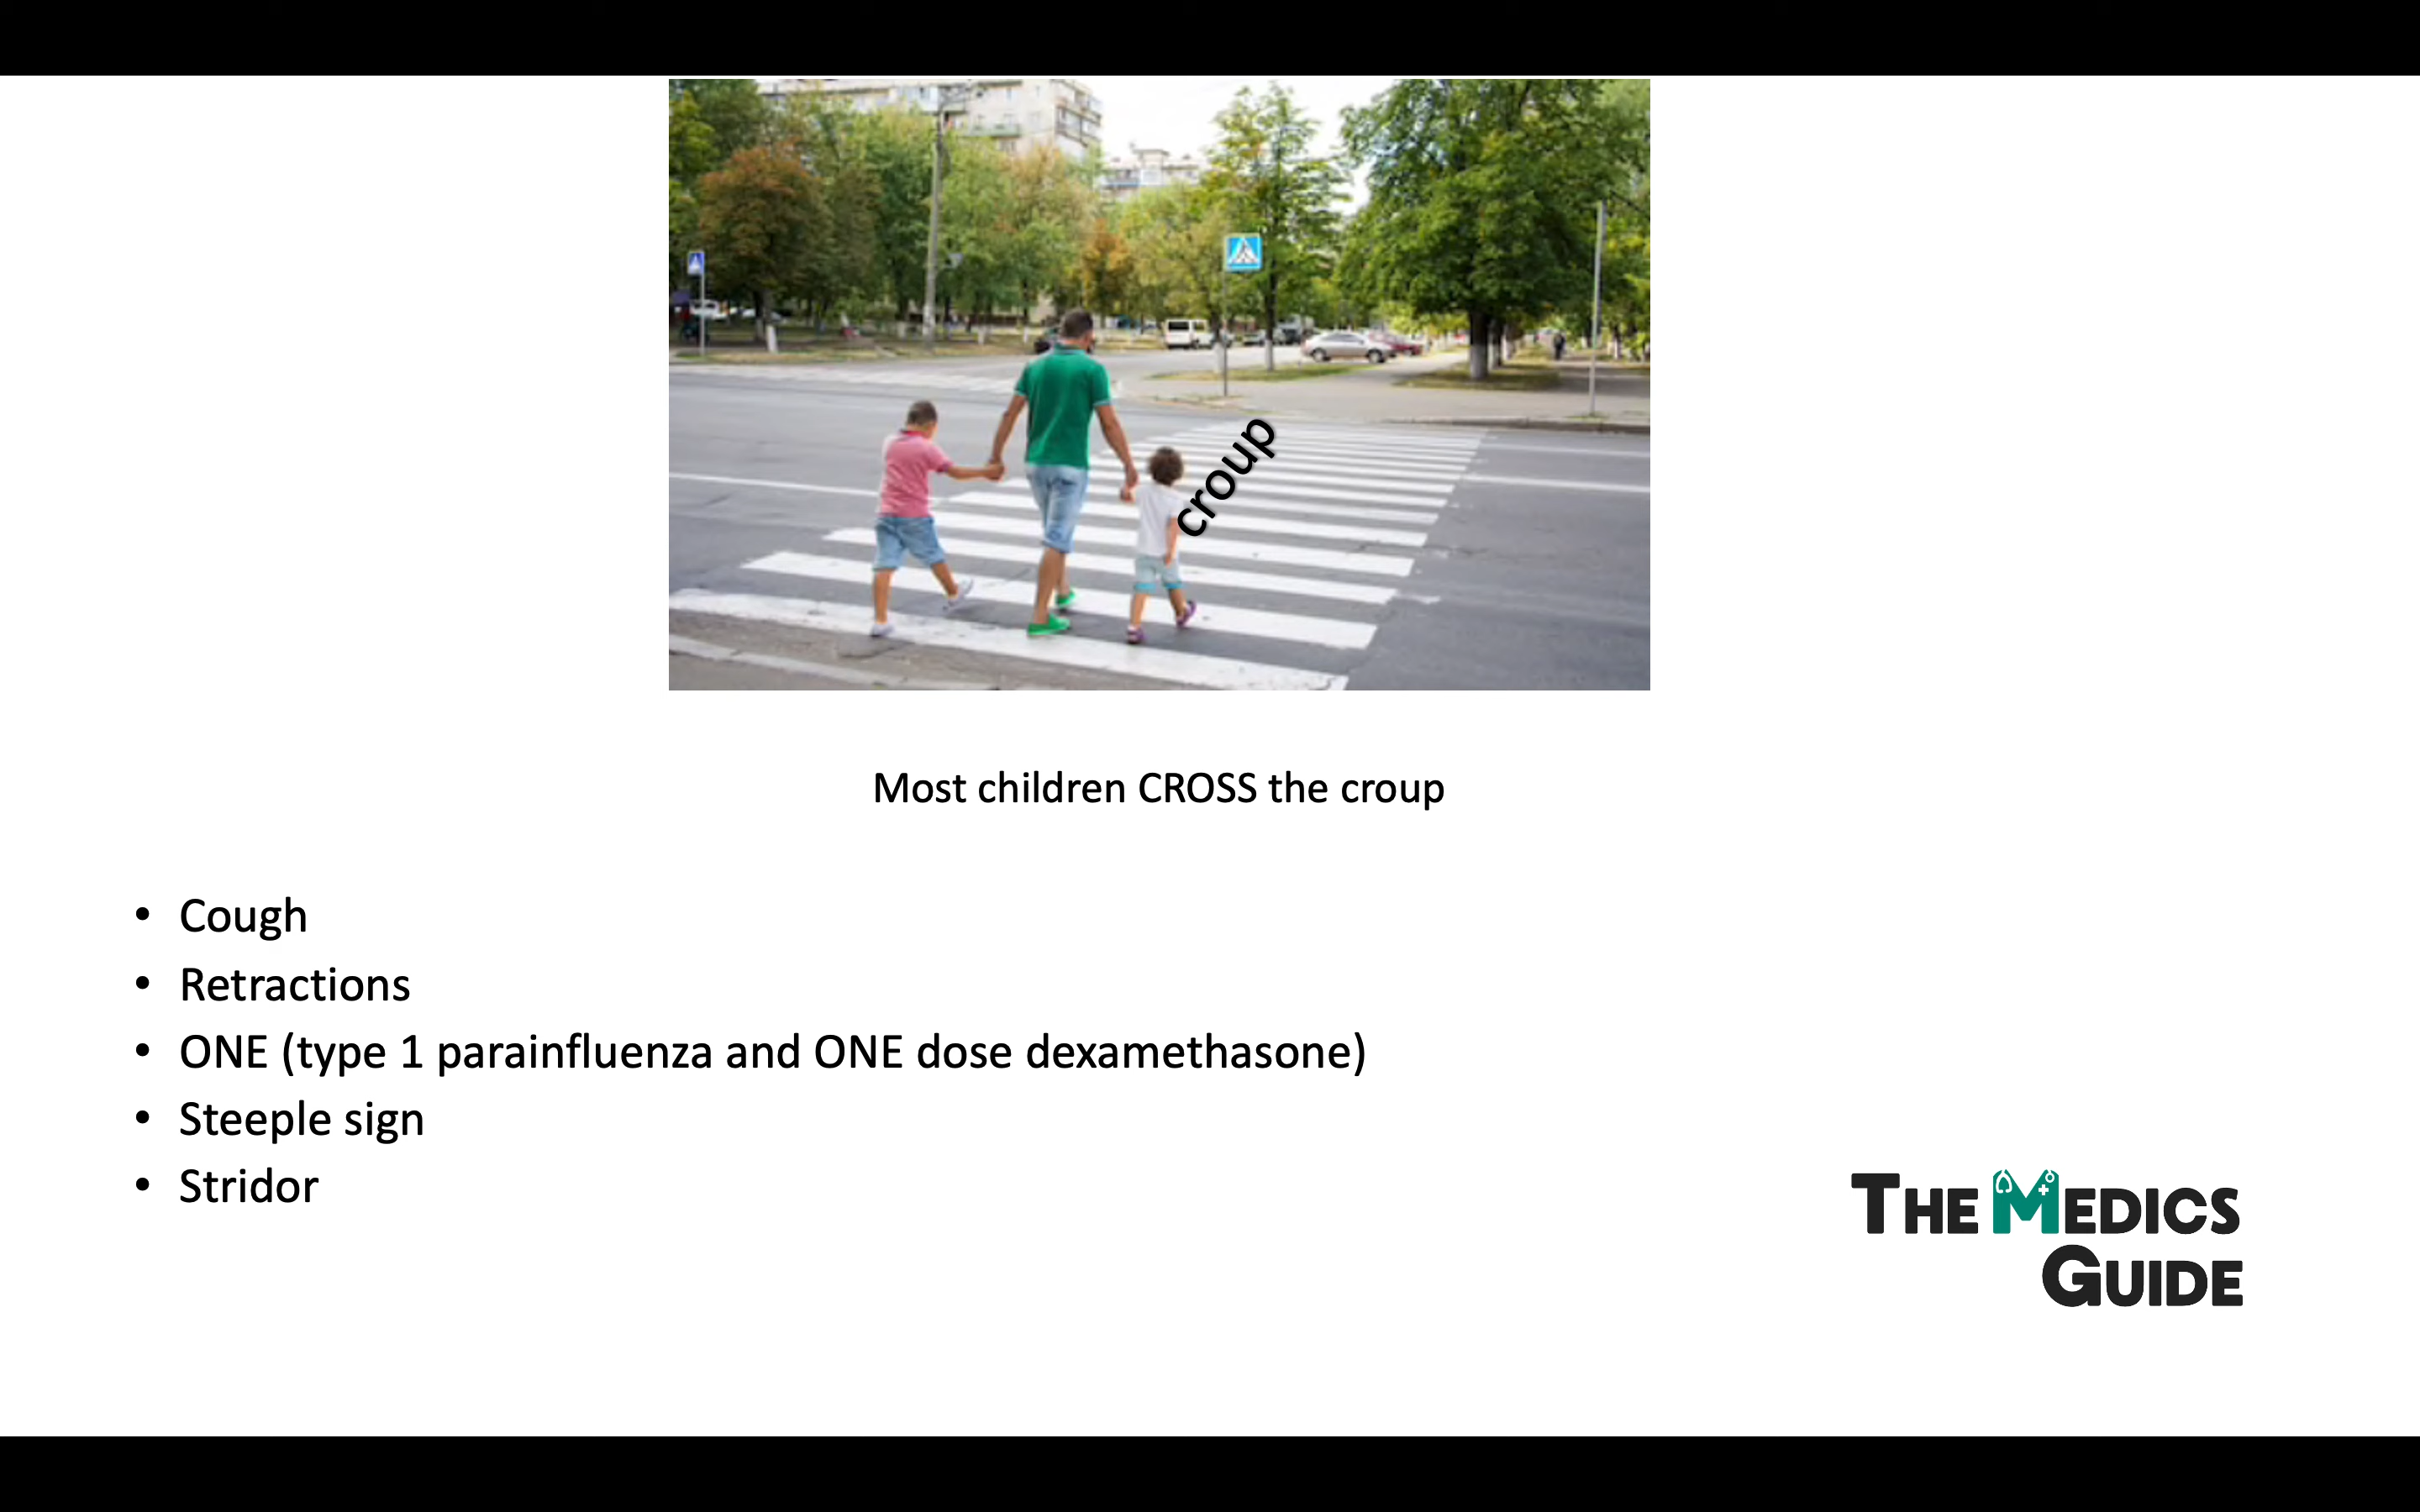 croup
Most children CROSS the croup
• Cough
• Retractions
• ONE (type 1 parainfluenza and ONE dose dexamethasone)
• Steeple sign
• Stridor
THE MEDICS
GUIDE